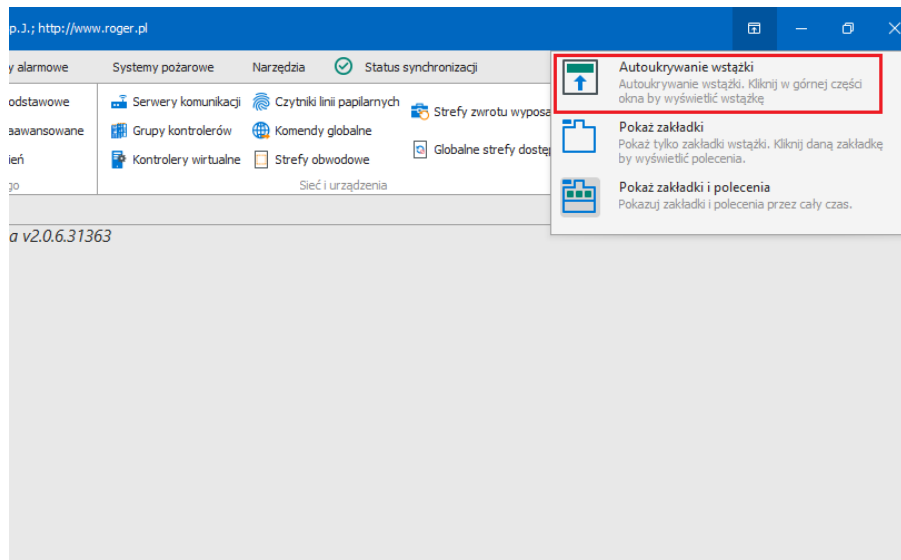 p.J.; http://www.roger.pl
y alarmowe Systemy pożarowe Narzędzia Status synchronizacji
odstawowe Serwery komunikacji Czytniki linii papilarnych Strefy zwrotu wyposa
aawansowane Grupy kontrolerów Komendy globalne Globalne strefy dostęp
ień Kontrolery wirtualne Strefy obwodowe
go Sieć i urządzenia
a v2.0.6.31363
Autoukrywanie wstążki
Autoukrywanie wstążki. Kliknij w górnej części
okna by wyświetlić wstążkę
Pokaż zakładki
Pokaż tylko zakładki wstążki. Kliknij daną zakładkę
by wyświetlić polecenia.
Pokaż zakładki i polecenia
Pokazuj zakładki i polecenia przez cały czas.